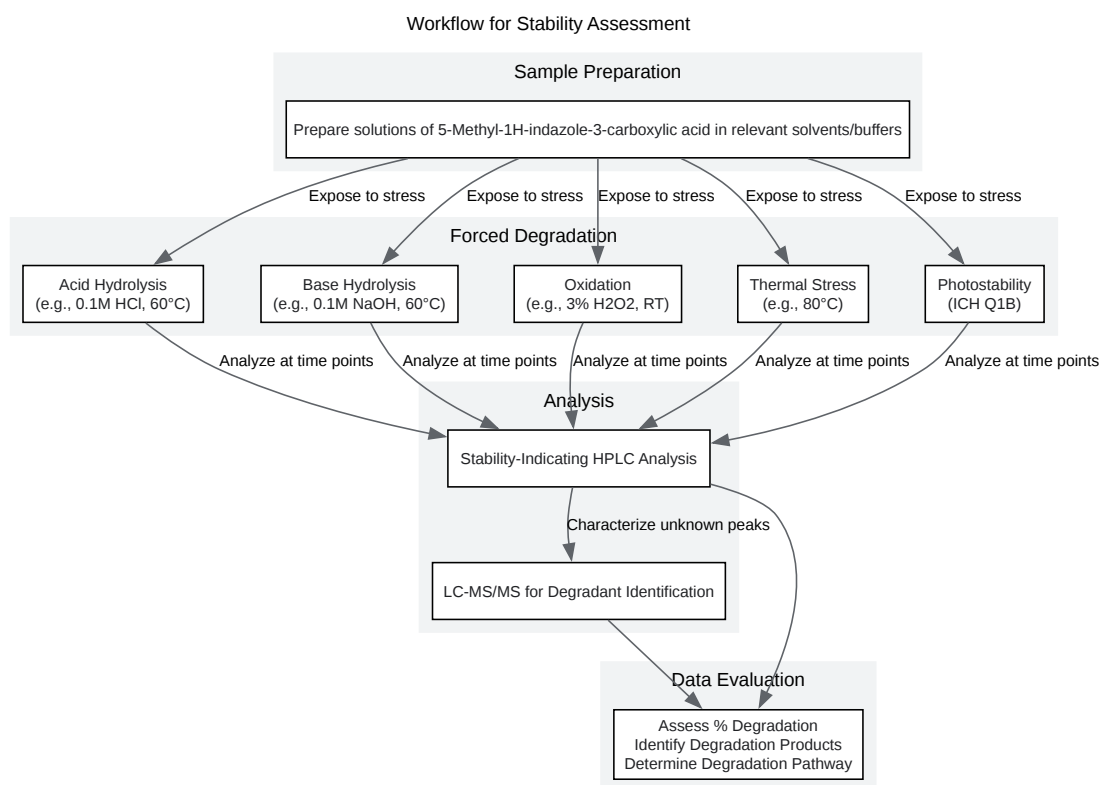 Workflow for Stability Assessment
Sample Preparation
Prepare solutions of 5-Methyl-1H-indazole-3-carboxylic acid in relevant solvents/buffers
Expose to stress
Expose to stress
Expose to stress
Expose to stress
Expose to stress
Forced Degradation
Acid Hydrolysis
(e.g., 0.1M HCl, 60°C)
Base Hydrolysis
(e.g., 0.1M NaOH, 60°C)
Oxidation
(e.g., 3% H2O2, RT)
Thermal Stress
(e.g., 80°C)
Photostability
(ICH Q1B)
Analyze at time points
Analyze at time points
Analyze at time points
Analyze at time points
Analyze at time points
Analysis
Stability-Indicating HPLC Analysis
Characterize unknown peaks
LC-MS/MS for Degradant Identification
Data Evaluation
Assess % Degradation
Identify Degradation Products
Determine Degradation Pathway